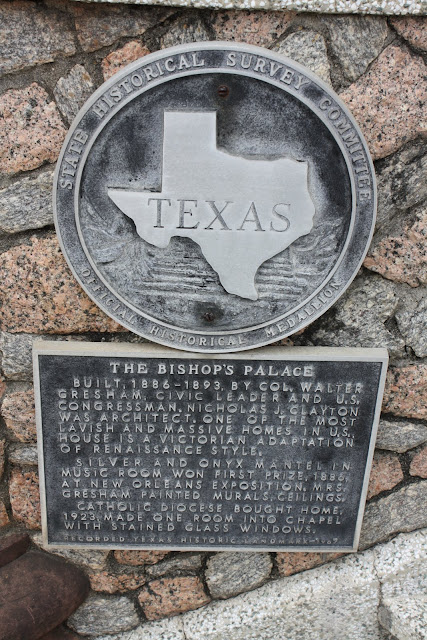 STATE HISTORICAL SURVEY COMMITTEE
TEXAS
OFFICIAL HISTORICAL MEDALLION
THE BISHOP'S PALACE
BUILT, 1886-1893, BY COL. WALTER
GRESHAM, CIVIC LEADER AND U.S.
CONGRESSMAN. NICHOLAS J. CLAYTON
WAS ARCHITECT. ONE OF THE MOST
LAVISH AND MASSIVE HOMES IN U.S.
HOUSE IS A VICTORIAN ADAPTATION
OF RENAISSANCE STYLE.
SILVER AND ONYX MANTEL IN
MUSIC ROOM WON FIRST PRIZE, 1886,
AT NEW ORLEANS EXPOSITION. MRS.
GRESHAM PAINTED MURALS, CEILINGS.
CATHOLIC DIOCESE BOUGHT HOME,
1923; MADE ONE ROOM INTO CHAPEL
WITH STAINED GLASS WINDOWS.
RECORDED TEXAS HISTORIC LANDMARK-1967